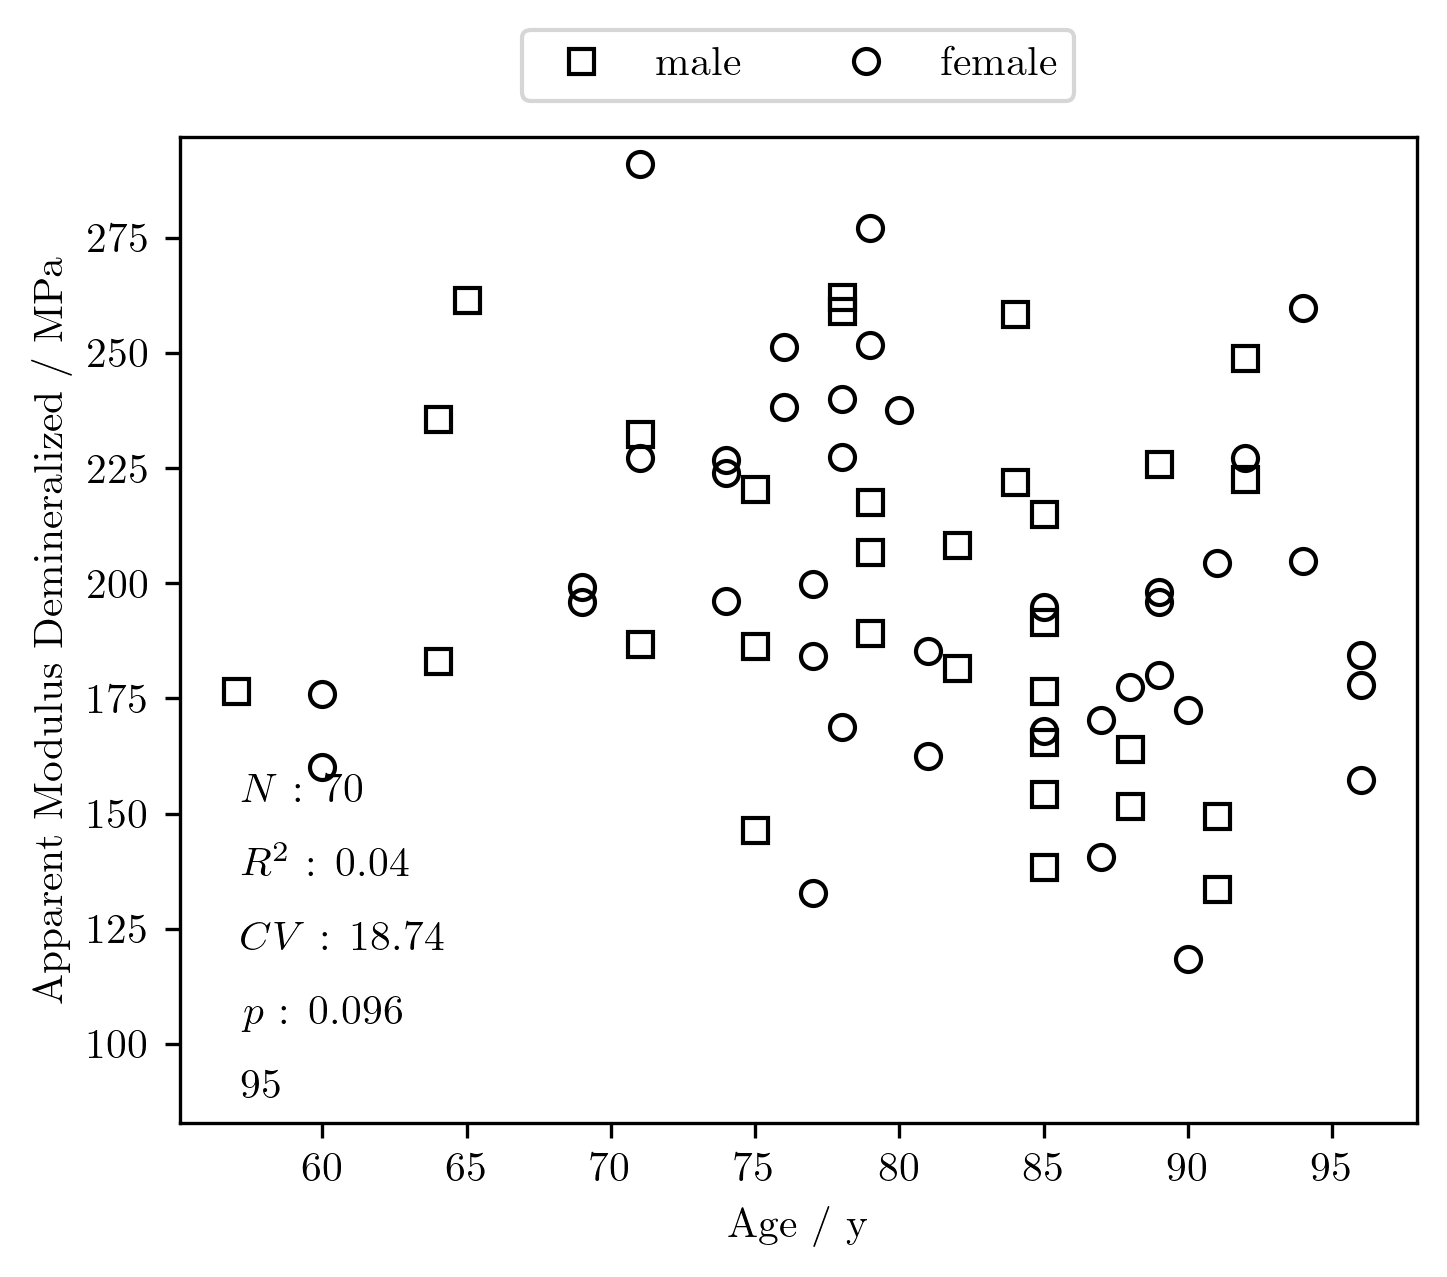 male female
275
250
225
200
175
150
125
100
Apparent Modulus Demineralized / MPa
N : 70
R² : 0.04
CV : 18.74
p : 0.096
95
60 65 70 75 80 85 90 95
Age / y